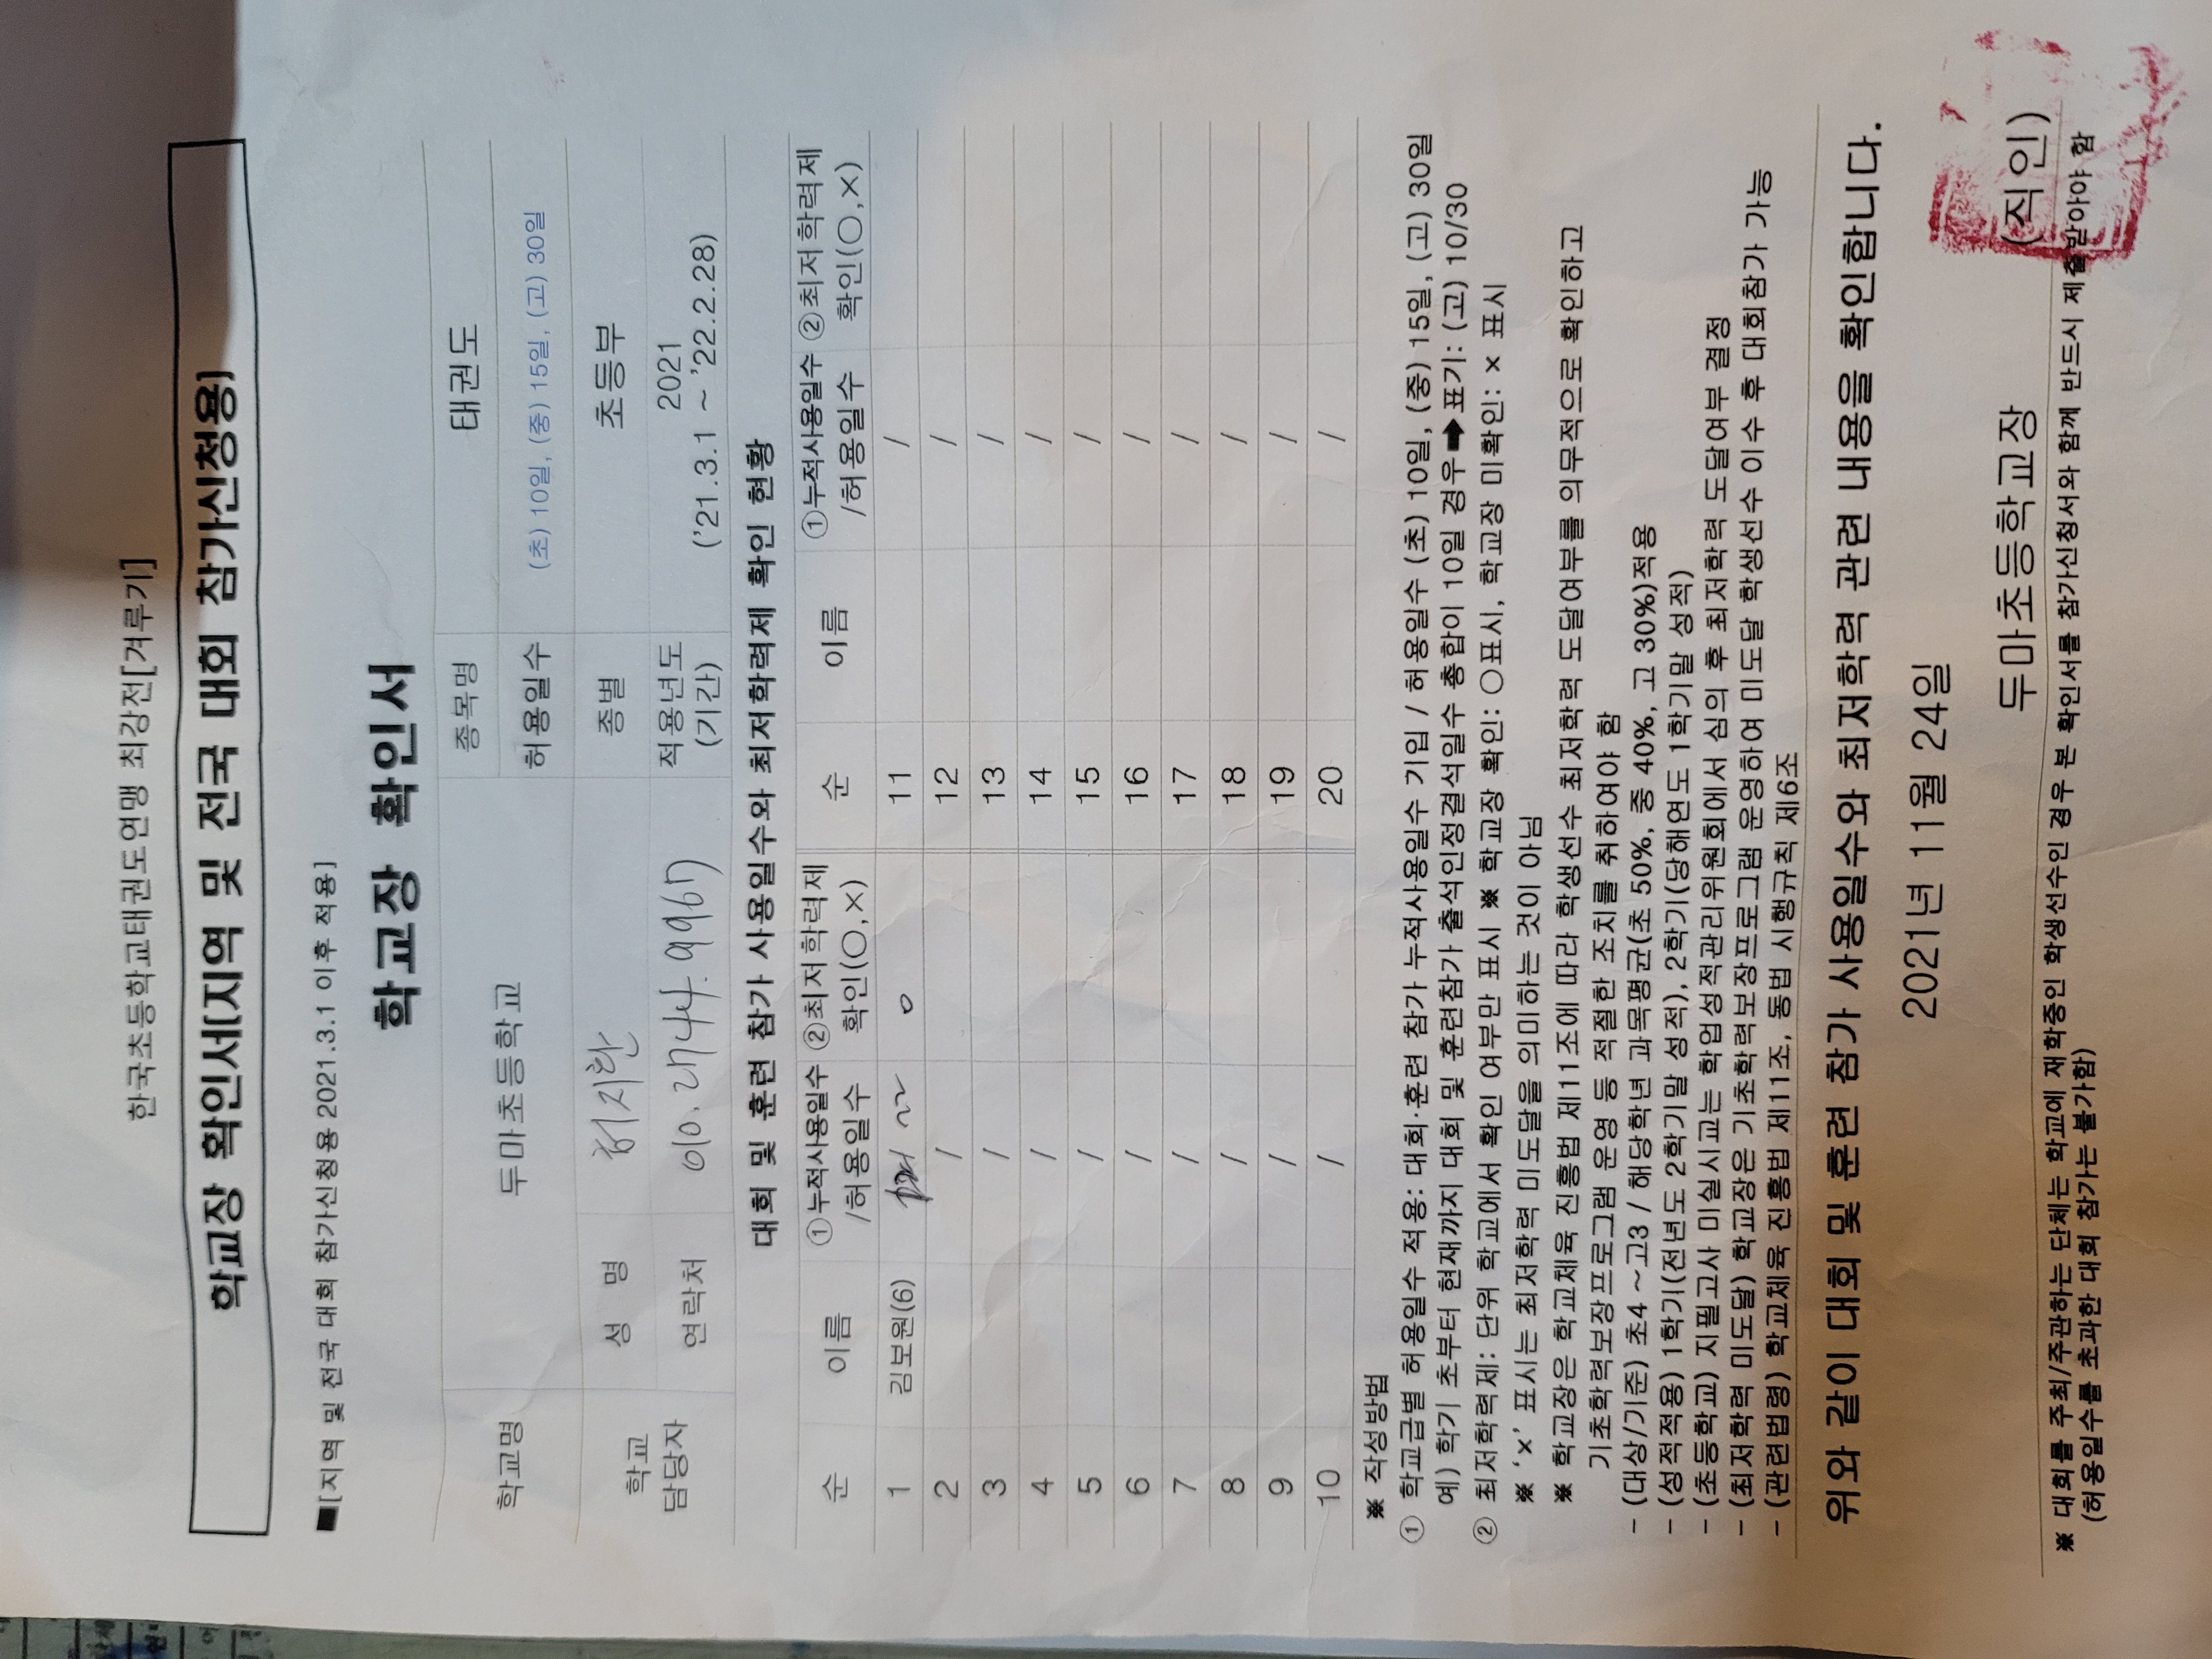 한국초등학교태권도연맹 최강전[겨루기]
학교장 확인서(지역 및 전국 대회 참가신청용)
■[지역 및 전국 대회 참가신청용 2021.3.1 이후 적용]
학교장 확인서
학교명 두마초등학교 종목명 태권도
허용일수 (초) 10일, (중) 15일, (고) 30일
학교 담당자 성 명 종별 초등부
연락처 적용년도 (기간) 2021 ('21.3.1 ~ '22.2.28)
대회 및 훈련 참가 사용일수와 최저학력제 확인 현황
순 이름 ①누적사용일수 /허용일수 ②최저학력제 확인(○,×) 순 이름 ①누적사용일수 /허용일수 ②최저학력제 확인(○,×)
1 김보원(6) ○ 11 /
2 / 12 /
3 / 13 /
4 / 14 /
5 / 15 /
6 / 16 /
7 / 17 /
8 / 18 /
9 / 19 /
10 / 20 /
※ 작성방법
① 학교급별 허용일수 적용: 대회·훈련 참가 누적사용일수 기입 / 허용일수 (초) 10일, (중) 15일, (고) 30일
예) 학기 초부터 현재까지 대회 및 훈련참가 출석인정결석일수 총합이 10일 경우➡표기: (고) 10/30
② 최저학력제: 단위 학교에서 확인 여부만 표시 ※ 학교장 확인: ○표시, 학교장 미확인: × 표시
※ ‘x’ 표시는 최저학력 미도달을 의미하는 것이 아님
※ 학교장은 학교체육 진흥법 제11조에 따라 학생선수 최저학력 도달여부를 의무적으로 확인하고
기초학력보장프로그램 운영 등 적절한 조치를 취하여야 함
- (대상/기준) 초4 ~고3 / 해당학년 과목평균(초 50%, 중 40%, 고 30%)적용
- (성적적용) 1학기(전년도 2학기말 성적), 2학기(당해연도 1학기말 성적)
- (초등학교) 지필고사 미실시교는 학업성적관리위원회에서 심의 후 최저학력 도달여부 결정
- (최저학력 미도달) 학교장은 기초학력보장프로그램 운영하여 미도달 학생선수 이수 후 대회참가 가능
- (관련법령) 학교체육 진흥법 제11조, 동법 시행규칙 제6조
위와 같이 대회 및 훈련 참가 사용일수와 최저학력 관련 내용을 확인합니다.
2021년 11월 24일
두마초등학교장 (직인)
※ 대회를 주최/주관하는 단체는 학교에 재학중인 학생선수인 경우 본 확인서를 참가신청서와 함께 반드시 제출받아야 함
(허용일수를 초과한 대회 참가는 불가함)